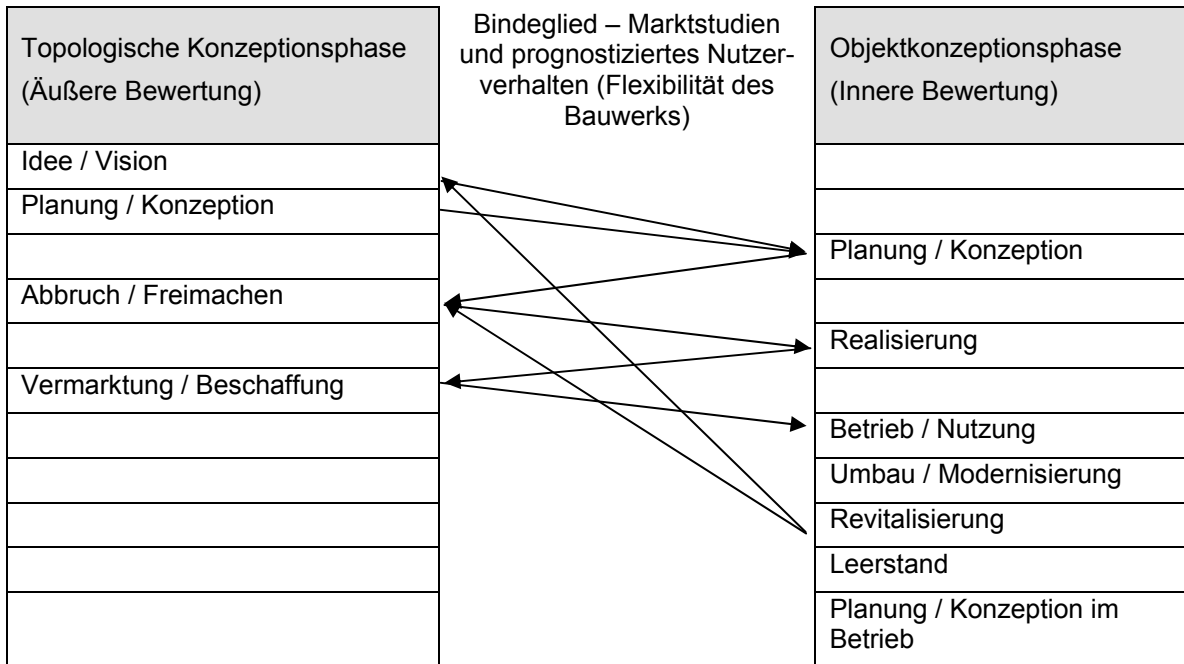 Topologische Konzeptionsphase
(Äußere Bewertung)
Bindeglied – Marktstudien
und prognostiziertes Nutzer-
verhalten (Flexibilität des
Bauwerks)
Objektkonzeptionsphase
(Innere Bewertung)
Idee / Vision
Planung / Konzeption
Planung / Konzeption
Abbruch / Freimachen
Realisierung
Vermarktung / Beschaffung
Betrieb / Nutzung
Umbau / Modernisierung
Revitalisierung
Leerstand
Planung / Konzeption im
Betrieb